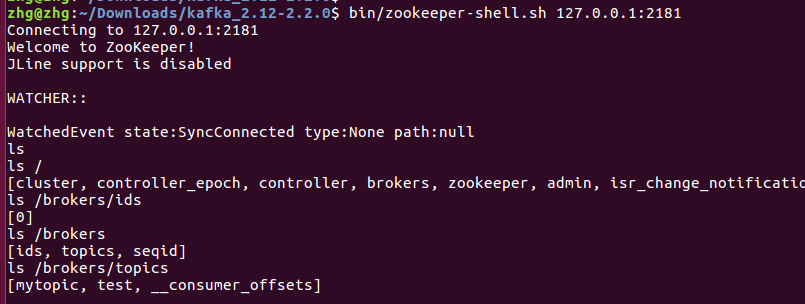 zhg@zhg:~/Downloads/kafka_2.12-2.2.0$ bin/zookeeper-shell.sh 127.0.0.1:2181
Connecting to 127.0.0.1:2181
Welcome to ZooKeeper!
JLine support is disabled
WATCHER::
WatchedEvent state:SyncConnected type:None path:null
ls
ls /
[cluster, controller_epoch, controller, brokers, zookeeper, admin, isr_change_notificatio
ls /brokers/ids
[0]
ls /brokers
[ids, topics, seqid]
ls /brokers/topics
[mytopic, test, __consumer_offsets]